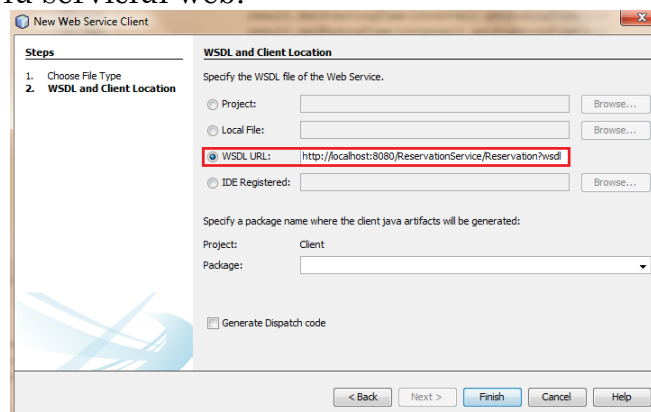 la serviciul web.
New Web Service Client
Steps
1. Choose File Type
2. WSDL and Client Location
WSDL and Client Location
Specify the WSDL file of the Web Service.
Project: Browse...
Local File: Browse...
WSDL URL: http://localhost:8080/ReservationService/Reservation?wsdl
IDE Registered: Browse...
Specify a package name where the client java artifacts will be generated:
Project: Client
Package:
Generate Dispatch code
< Back Next > Finish Cancel Help